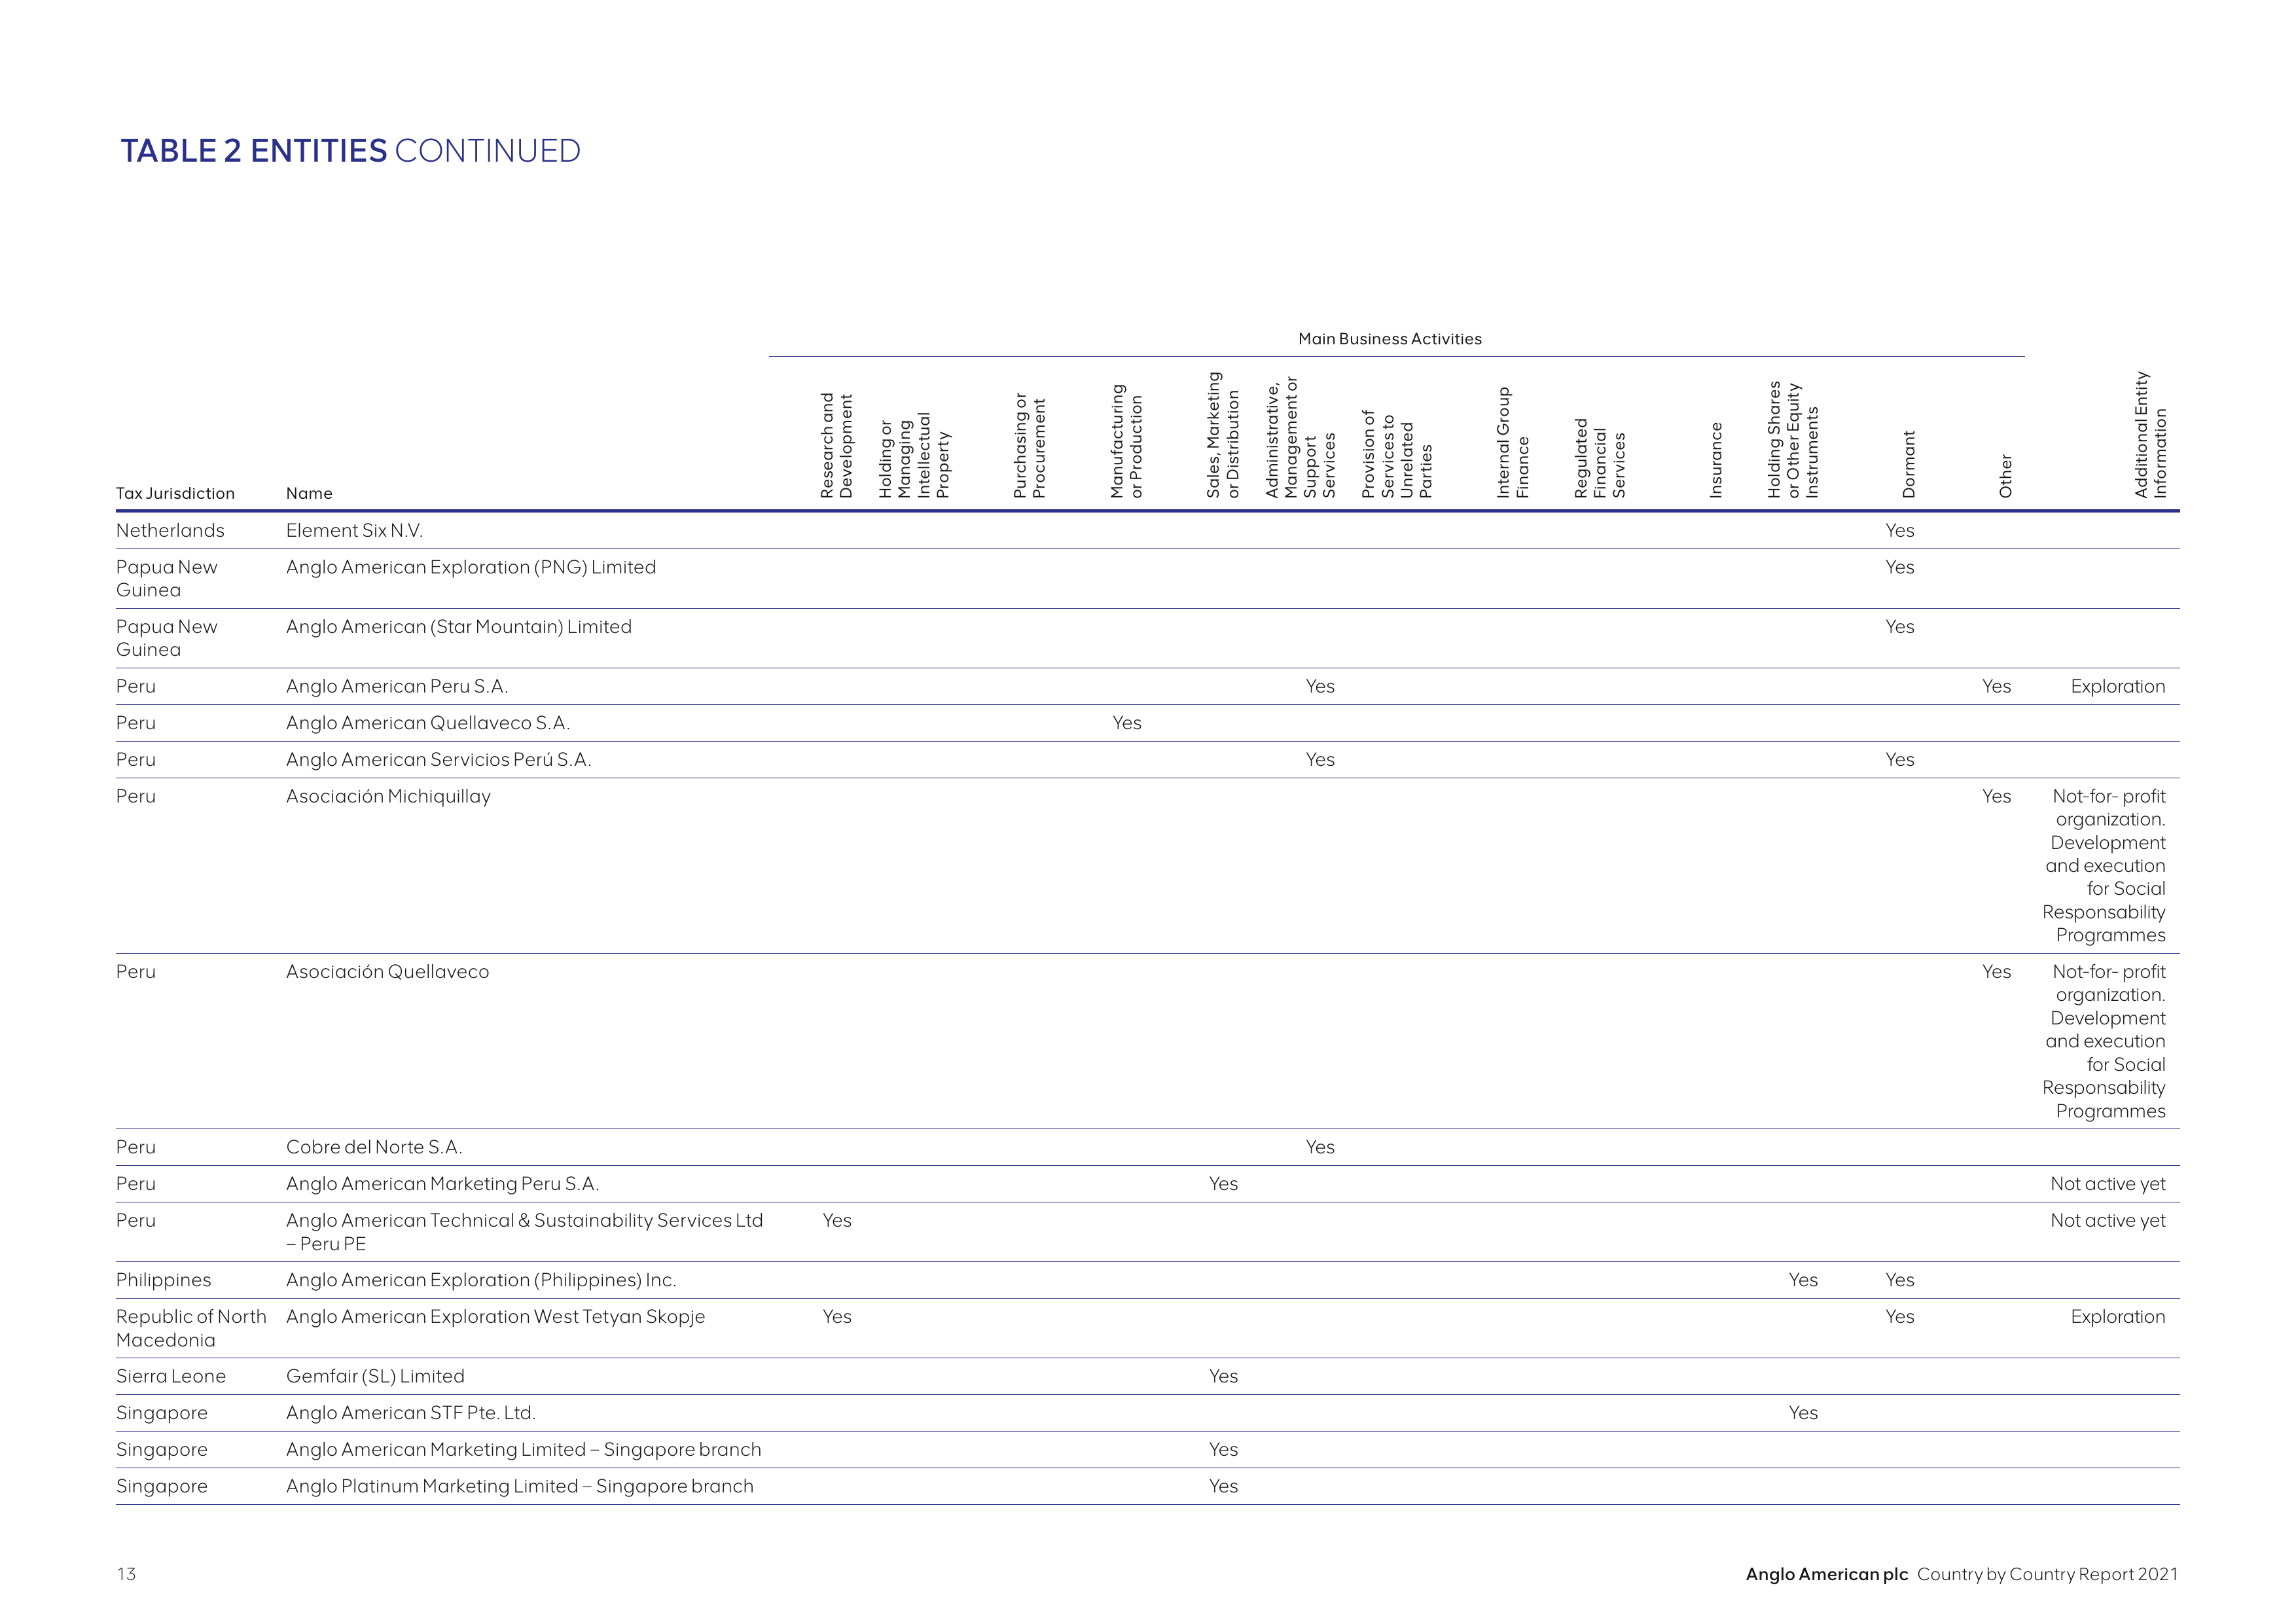 TABLE 2 ENTITIES CONTINUED
Main Business Activities
Tax Jurisdiction
Name
Research and
Development
Holding or
Managing
Intellectual
Property
Purchasing or
Procurement
Manufacturing
or Production
Sales, Marketing
or Distribution
Administrative,
Management or
Support
Services
Provision of
Services to
Unrelated
Parties
Internal Group
Finance
Regulated
Financial
Services
Insurance
Holding Shares
or Other Equity
Instruments
Dormant
Other
Additional Entity
Information
Netherlands Element Six N.V. Yes
Papua New Anglo American Exploration (PNG) Limited Yes
Guinea
Papua New Anglo American (Star Mountain) Limited Yes
Guinea
Peru Anglo American Peru S.A. Yes Yes Exploration
Peru Anglo American Quellaveco S.A. Yes
Peru Anglo American Servicios Perú S.A. Yes Yes
Peru Asociación Michiquillay Yes Not-for- profit
organization.
Development
and execution
for Social
Responsability
Programmes
Peru Asociación Quellaveco Yes Not-for- profit
organization.
Development
and execution
for Social
Responsability
Programmes
Peru Cobre del Norte S.A. Yes
Peru Anglo American Marketing Peru S.A. Yes Not active yet
Peru Anglo American Technical & Sustainability Services Ltd Yes Not active yet
– Peru PE
Philippines Anglo American Exploration (Philippines) Inc. Yes Yes
Republic of North Anglo American Exploration West Tetyan Skopje Yes Yes Exploration
Macedonia
Sierra Leone Gemfair (SL) Limited Yes
Singapore Anglo American STF Pte. Ltd. Yes
Singapore Anglo American Marketing Limited – Singapore branch Yes
Singapore Anglo Platinum Marketing Limited – Singapore branch Yes
13
Anglo American plc Country by Country Report 2021